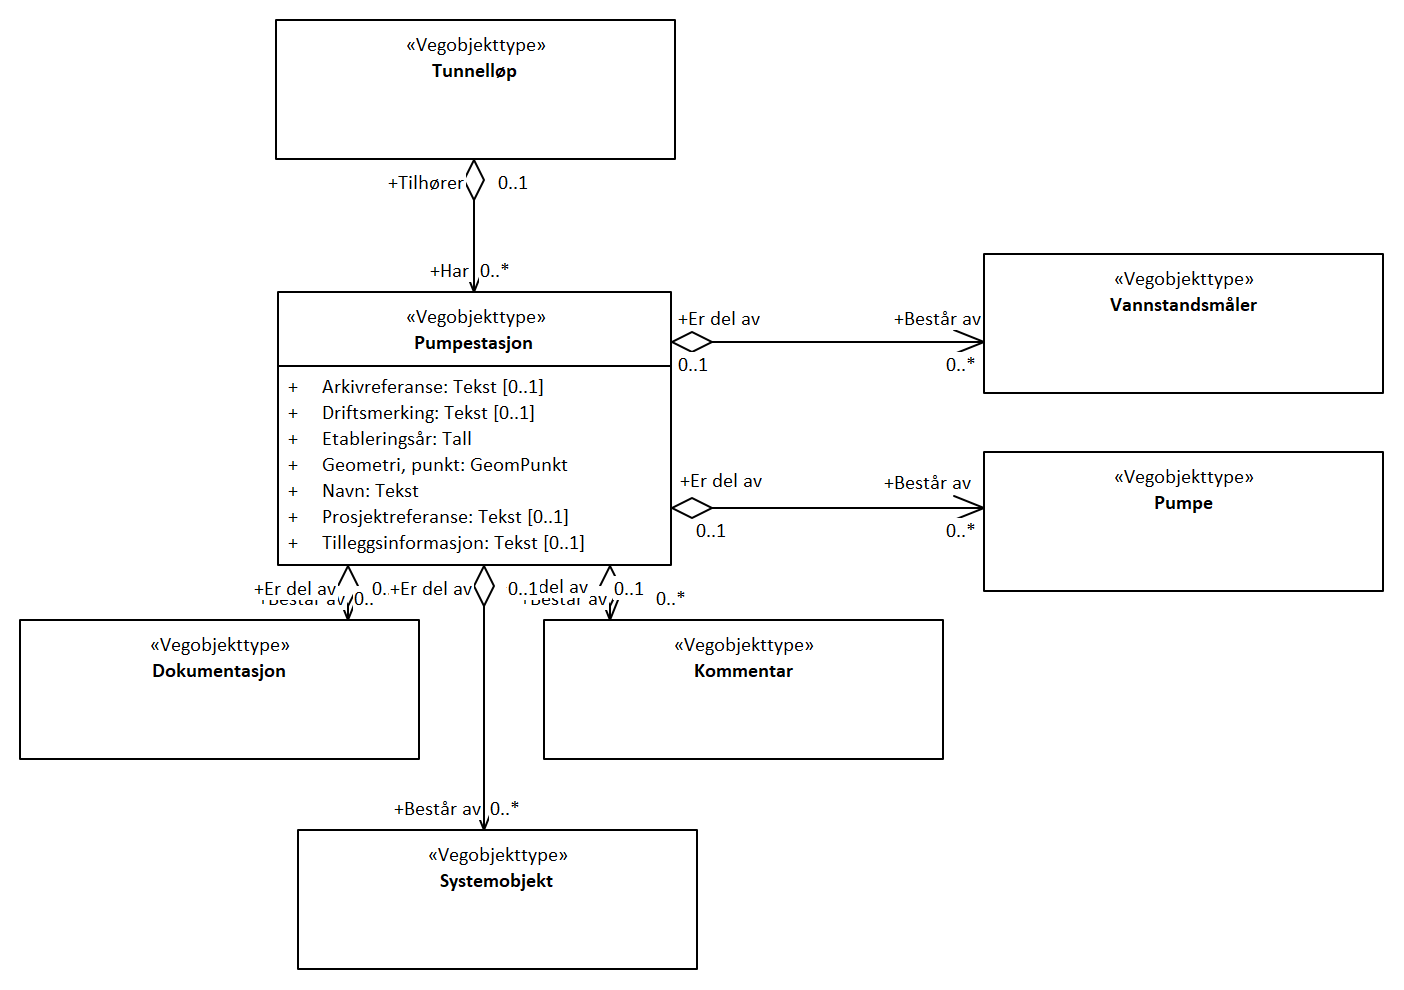 «Vegobjekttype»
Tunnelløp
+Tilhører 0..1
+Har 0..*
«Vegobjekttype»
Pumpestasjon
+ Arkivreferanse: Tekst [0..1]
+ Driftsmerking: Tekst [0..1]
+ Etableringsår: Tall
+ Geometri, punkt: GeomPunkt
+ Navn: Tekst
+ Prosjektreferanse: Tekst [0..1]
+ Tilleggsinformasjon: Tekst [0..1]
+Er del av +Består av
0..1 0..*
«Vegobjekttype»
Vannstandsmåler
+Er del av +Består av
0..1 0..*
«Vegobjekttype»
Pumpe
+Er del av 0.. +Er del av 0..1 del av 0..1
+Består av 0.. +Består av 0..*
«Vegobjekttype»
Dokumentasjon
«Vegobjekttype»
Kommentar
+Består av 0..*
«Vegobjekttype»
Systemobjekt